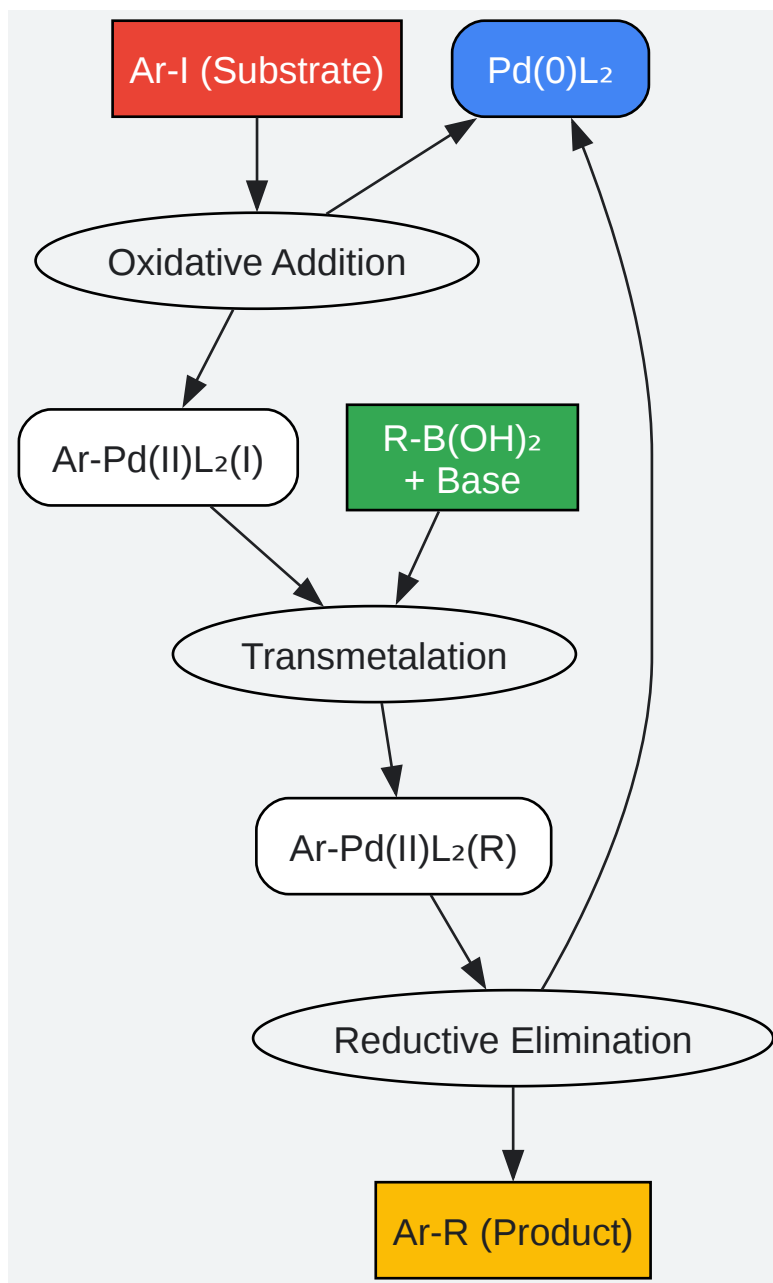 Ar-I (Substrate)
Pd(0)L₂
Oxidative Addition
Ar-Pd(II)L₂(I)
R-B(OH)₂
+ Base
Transmetalation
Ar-Pd(II)L₂(R)
Reductive Elimination
Ar-R (Product)